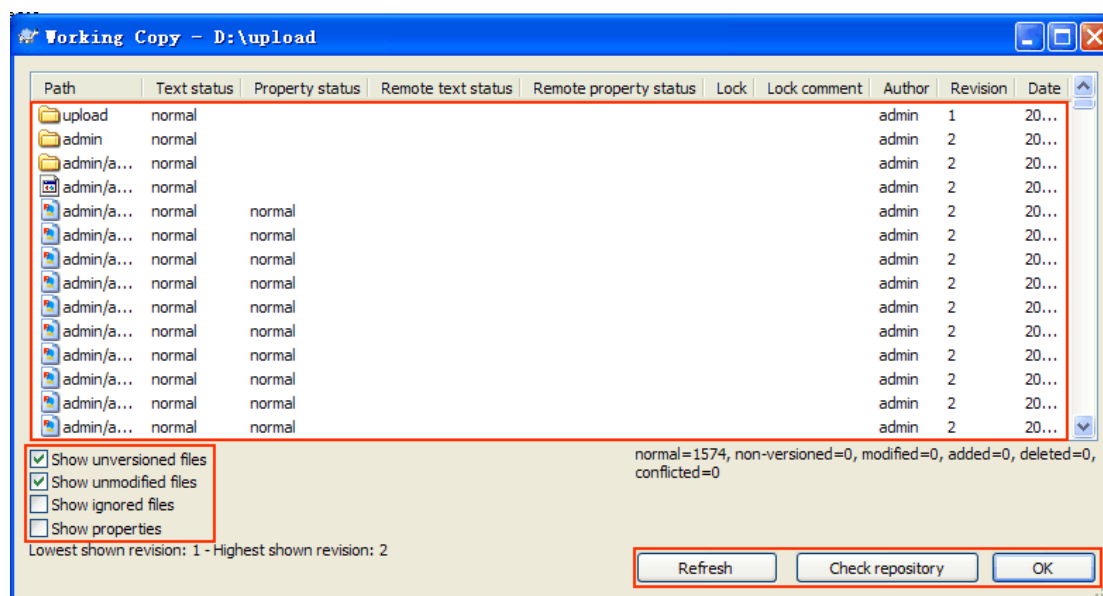 Working Copy - D:\upload
Path Text status Property status Remote text status Remote property status Lock Lock comment Author Revision Date
upload normal admin 1 20...
admin normal admin 2 20...
admin/a... normal admin 2 20...
admin/a... normal admin 2 20...
admin/a... normal normal admin 2 20...
admin/a... normal normal admin 2 20...
admin/a... normal normal admin 2 20...
admin/a... normal normal admin 2 20...
admin/a... normal normal admin 2 20...
admin/a... normal normal admin 2 20...
admin/a... normal normal admin 2 20...
admin/a... normal normal admin 2 20...
admin/a... normal normal admin 2 20...
admin/a... normal normal admin 2 20...
Show unversioned files
Show unmodified files
Show ignored files
Show properties
normal=1574, non-versioned=0, modified=0, added=0, deleted=0,
conflicted=0
Lowest shown revision: 1 - Highest shown revision: 2
Refresh Check repository OK